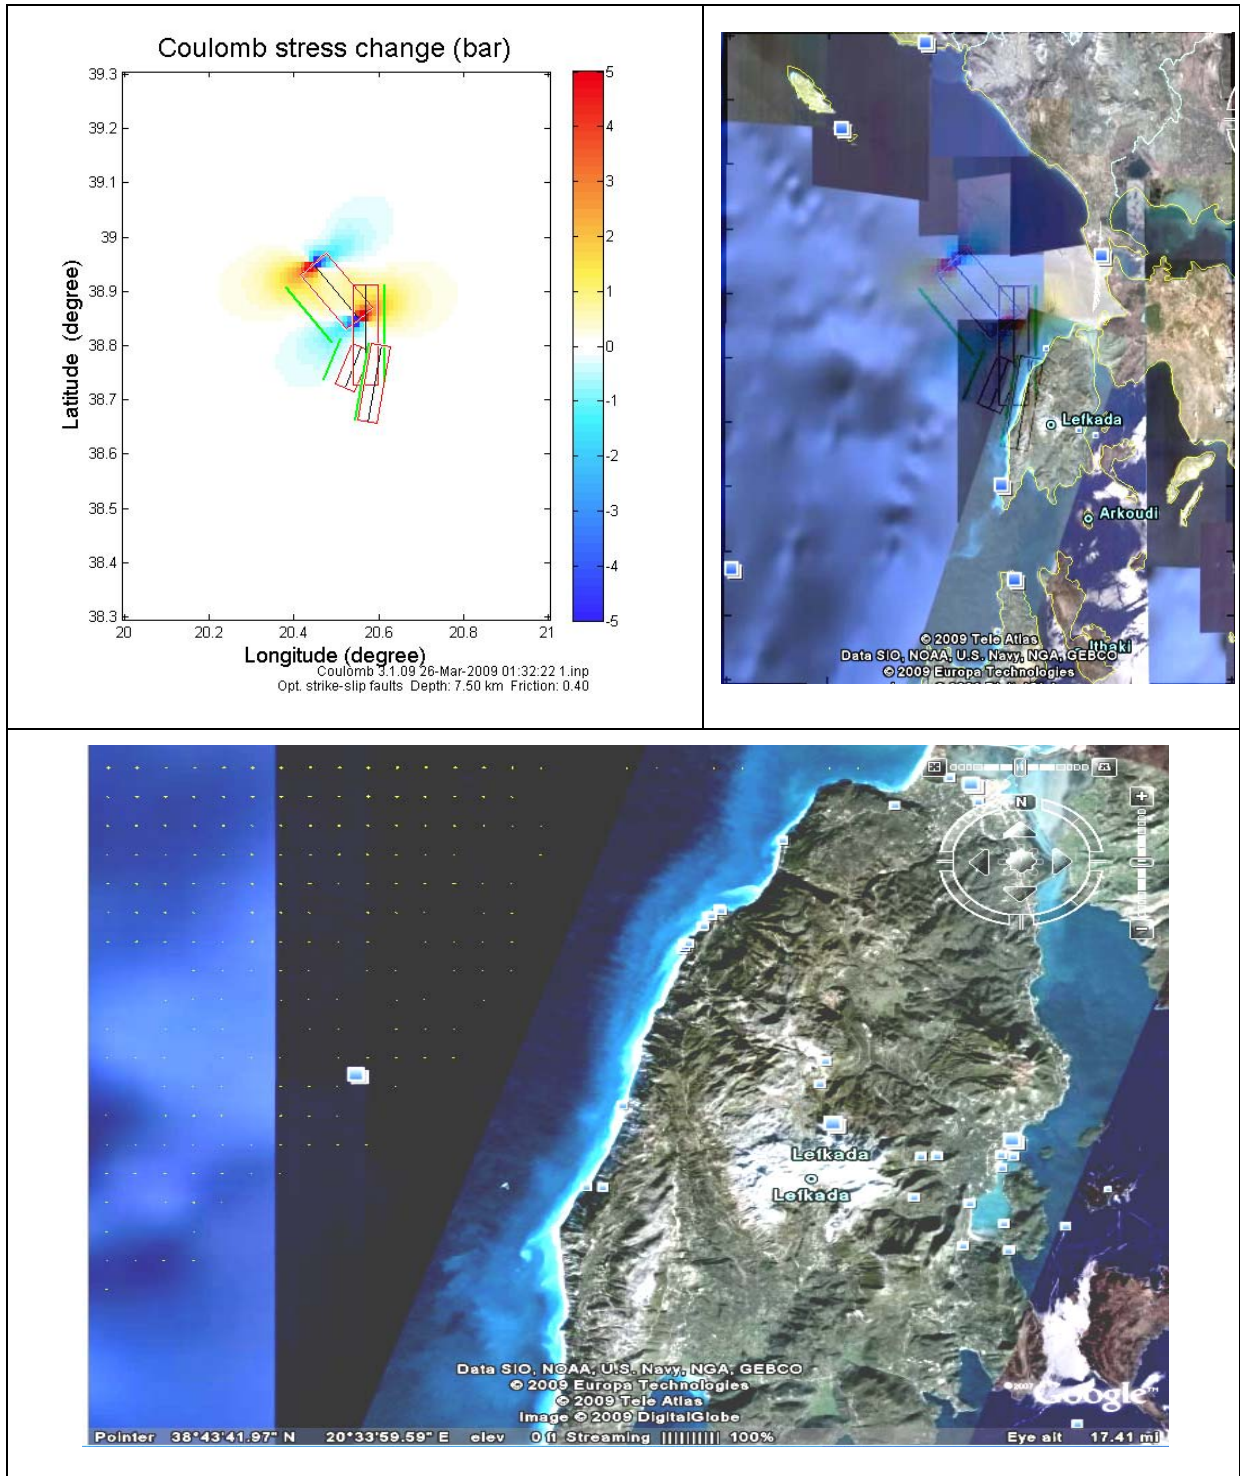 Coulomb stress change (bar)
39.3
39.2
39.1
39
38.9
38.8
38.7
38.6
38.5
38.4
38.3
20
20.2
20.4
20.6
20.8
21
Latitude (degree)
Longitude (degree)
5
4
3
2
1
0
-1
-2
-3
-4
-5
Coulomb 3.1.09 26-Mar-2009 01:32:22 1.inp
Opt. strike-slip faults Depth: 7.50 km Friction: 0.40
Lefkada
Arkoudi
Ithaki
© 2009 Tele Atlas
Data SIO, NOAA, U.S. Navy, NGA, GEBCO
© 2009 Europa Technologies
N
Lefkada
Lefkada
Data SIO, NOAA, U.S. Navy, NGA, GEBCO
© 2009 Europa Technologies
© 2009 Tele Atlas
Image © 2009 DigitalGlobe
©2007 Google™
Pointer 38°43'41.97" N 20°33'59.59" E elev 0 ft Streaming ||||||||| 100% Eye alt 17.41 mi